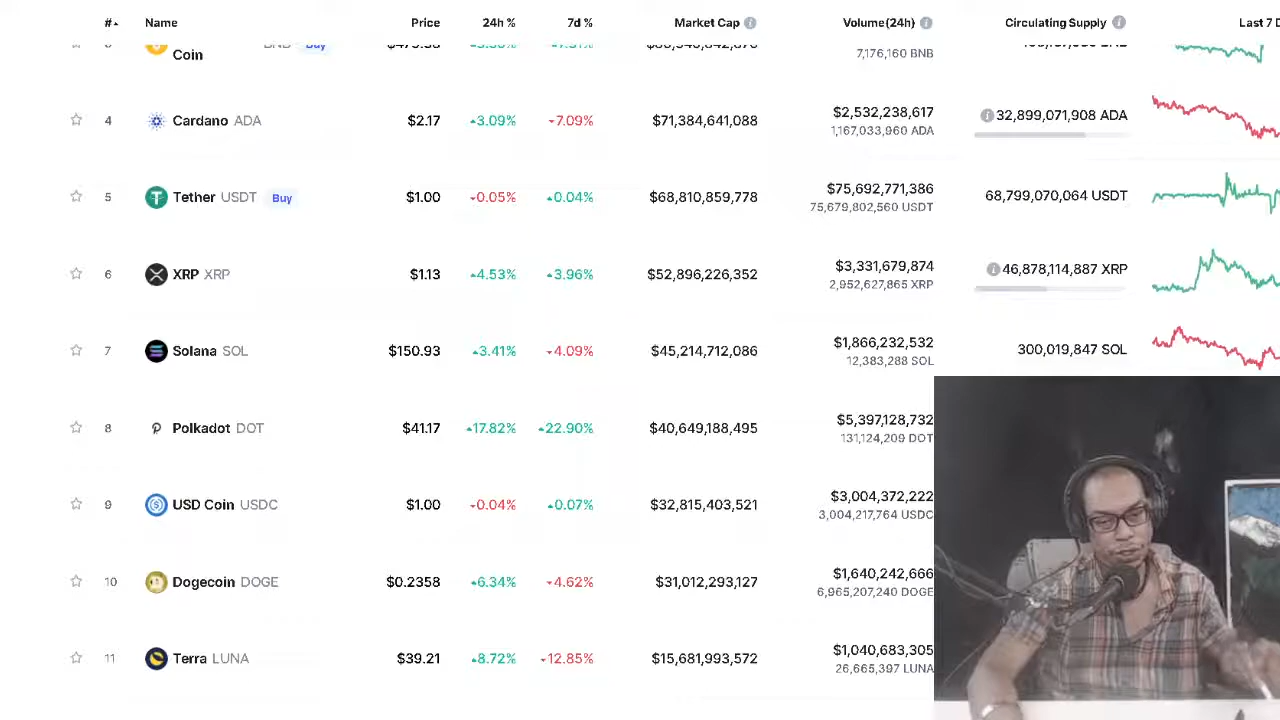 # Name Price 24h % 7d % Market Cap Volume(24h) Circulating Supply Last 7 D
Coin BNB Buy
7,176,160 BNB
4 Cardano ADA $2.17 3.09% 7.09% $71,384,641,088 $2,532,238,617 32,899,071,908 ADA
1,167,033,960 ADA
5 Tether USDT Buy $1.00 0.05% 0.04% $68,810,859,778 $75,692,771,386 68,799,070,064 USDT
75,679,802,560 USDT
6 XRP XRP $1.13 4.53% 3.96% $52,896,226,352 $3,331,679,874 46,878,114,887 XRP
2,952,627,865 XRP
7 Solana SOL $150.93 3.41% 4.09% $45,214,712,086 $1,866,232,532 300,019,847 SOL
12,383,288 SOL
8 Polkadot DOT $41.17 17.82% 22.90% $40,649,188,495 $5,397,128,732
131,124,209 DOT
9 USD Coin USDC $1.00 0.04% 0.07% $32,815,403,521 $3,004,372,222
3,004,217,764 USDC
10 Dogecoin DOGE $0.2358 6.34% 4.62% $31,012,293,127 $1,640,242,666
6,965,207,240 DOGE
11 Terra LUNA $39.21 8.72% 12.85% $15,681,993,572 $1,040,683,305
26,665,397 LUNA